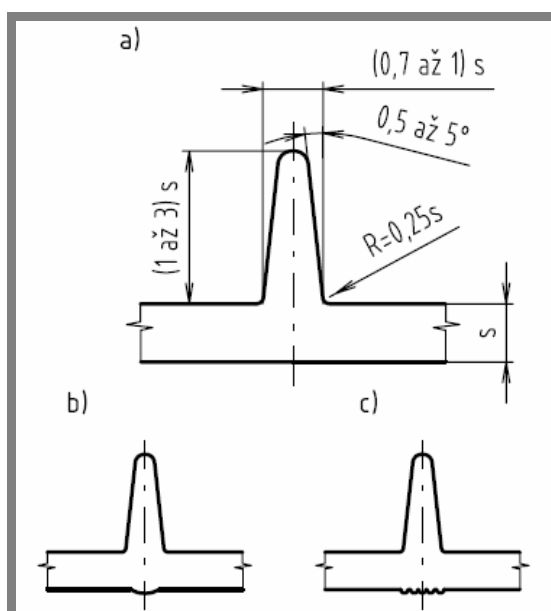 a)
(0,7 až 1) s
0,5 až 5°
(1 až 3) s
R=0,25s
s
b)
c)